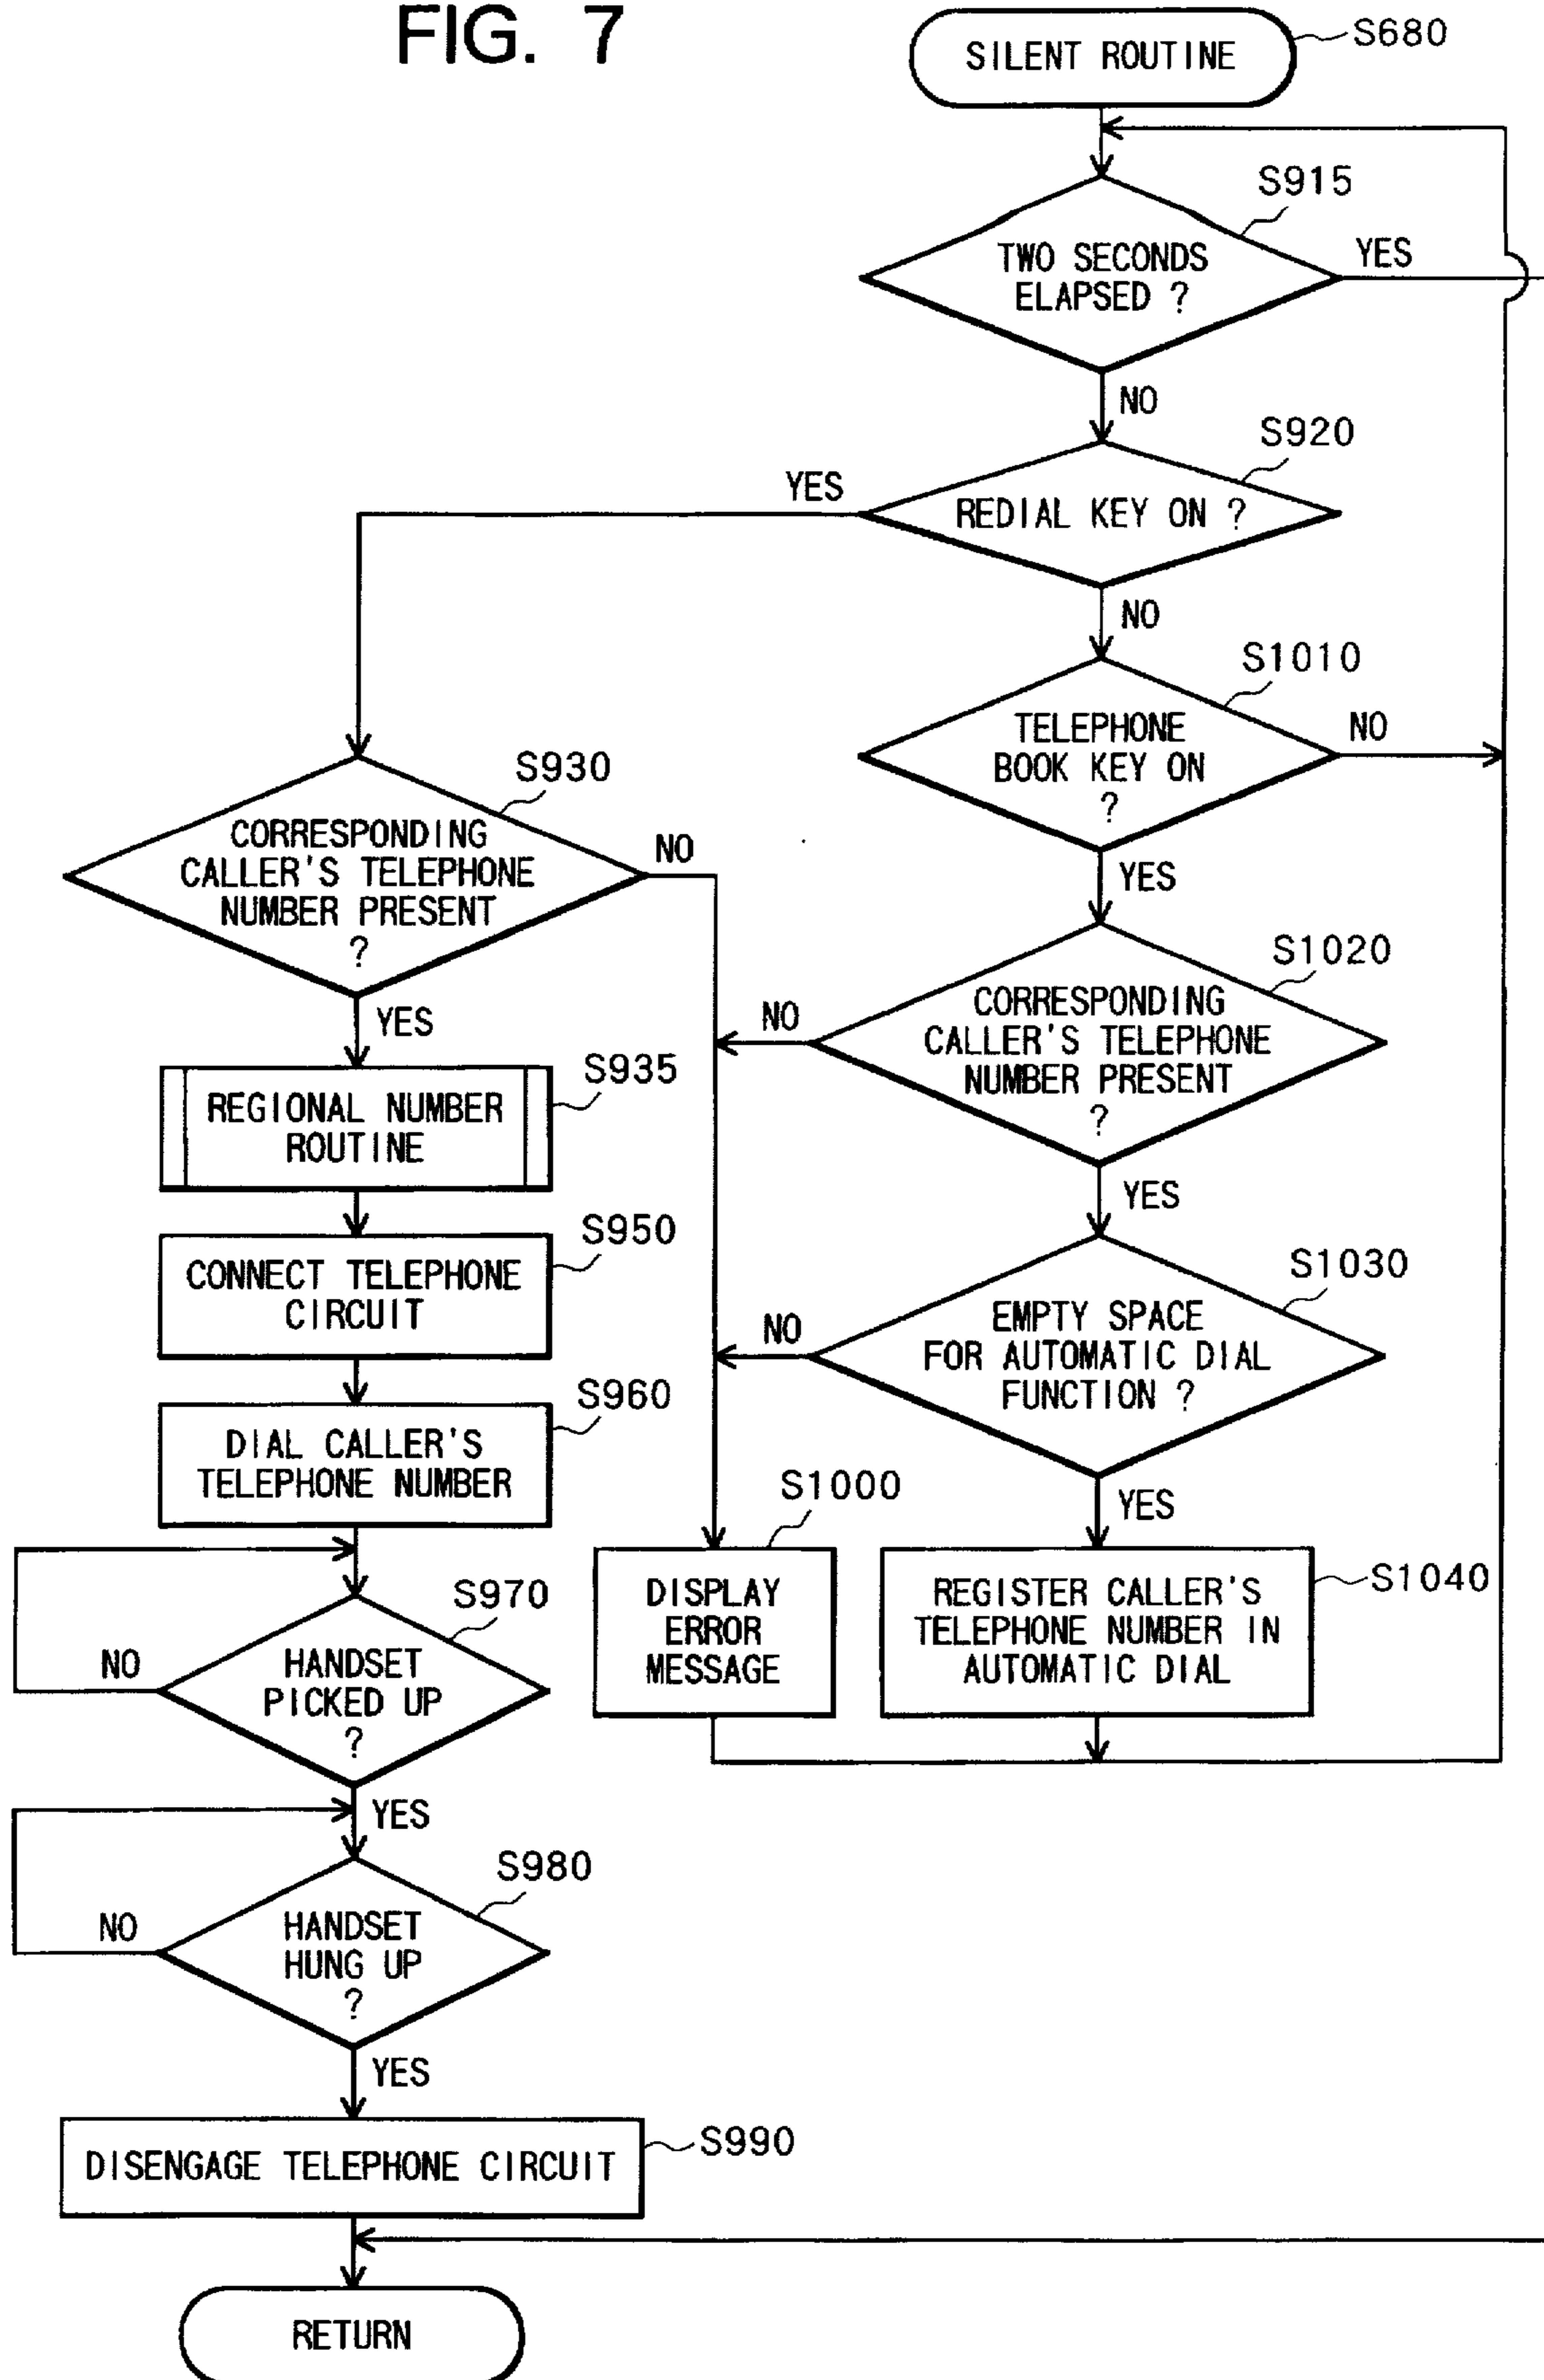 FIG. 7
SILENT ROUTINE
S680
S915
TWO SECONDS
ELAPSED ?
YES
NO
S920
YES
REDIAL KEY ON ?
NO
S1010
TELEPHONE
BOOK KEY ON
?
NO
YES
S930
CORRESPONDING
CALLER'S TELEPHONE
NUMBER PRESENT
?
NO
YES
S1020
CORRESPONDING
CALLER'S TELEPHONE
NUMBER PRESENT
?
NO
YES
S935
REGIONAL NUMBER
ROUTINE
S950
CONNECT TELEPHONE
CIRCUIT
S1030
EMPTY SPACE
FOR AUTOMATIC DIAL
FUNCTION ?
NO
YES
S960
DIAL CALLER'S
TELEPHONE NUMBER
S1000
DISPLAY
ERROR
MESSAGE
S1040
REGISTER CALLER'S
TELEPHONE NUMBER IN
AUTOMATIC DIAL
S970
HANDSET
PICKED UP
?
NO
YES
S980
HANDSET
HUNG UP
?
NO
YES
DISENGAGE TELEPHONE CIRCUIT
S990
RETURN